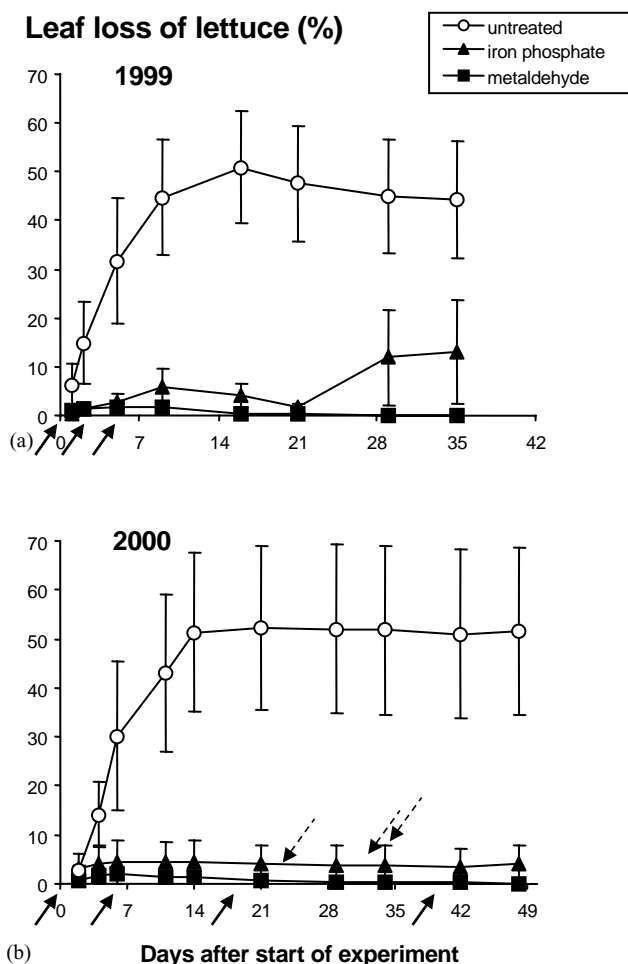 Leaf loss of lettuce (%)
untreated
iron phosphate
metaldehyde
1999
70
60
50
40
30
20
10
0
(a)
0 7 14 21 28 35 42
2000
70
60
50
40
30
20
10
0
0 7 14 21 28 35 42 49
(b) Days after start of experiment